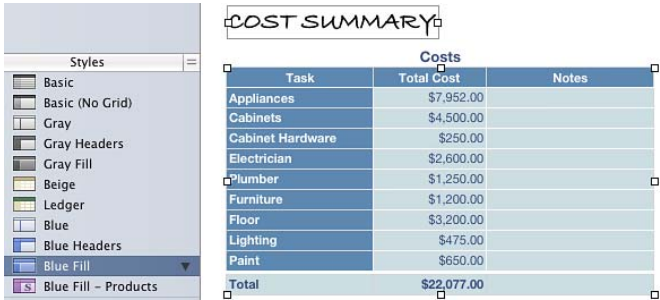 COST SUMMARY
Styles
Basic
Basic (No Grid)
Gray
Gray Headers
Gray Fill
Beige
Ledger
Blue
Blue Headers
Blue Fill
S Blue Fill – Products
Costs
Task Total Cost Notes
Appliances $7,952.00
Cabinets $4,500.00
Cabinet Hardware $250.00
Electrician $2,600.00
Plumber $1,250.00
Furniture $1,200.00
Floor $3,200.00
Lighting $475.00
Paint $650.00
Total $22,077.00